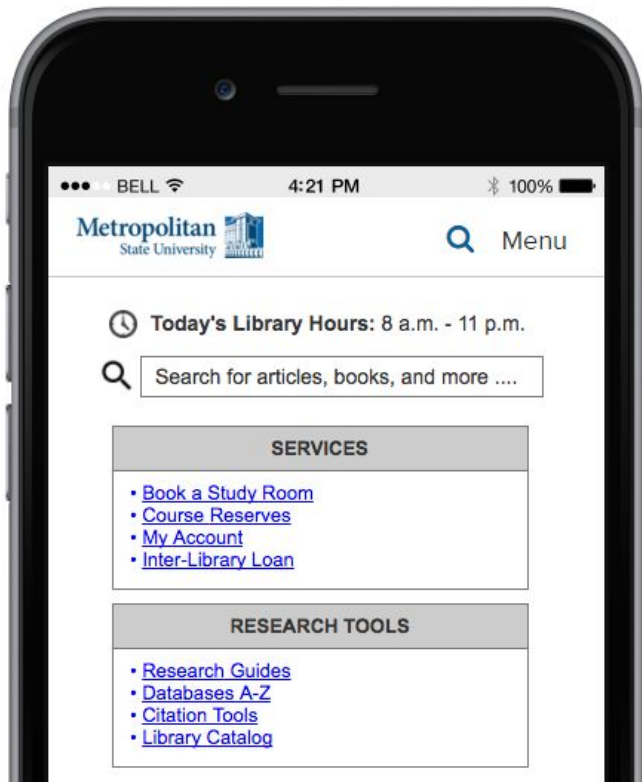 BELL 4:21 PM 100%
Metropolitan
State University
Menu
Today's Library Hours: 8 a.m. - 11 p.m.
Search for articles, books, and more ....
SERVICES
• Book a Study Room
• Course Reserves
• My Account
• Inter-Library Loan
RESEARCH TOOLS
• Research Guides
• Databases A-Z
• Citation Tools
• Library Catalog